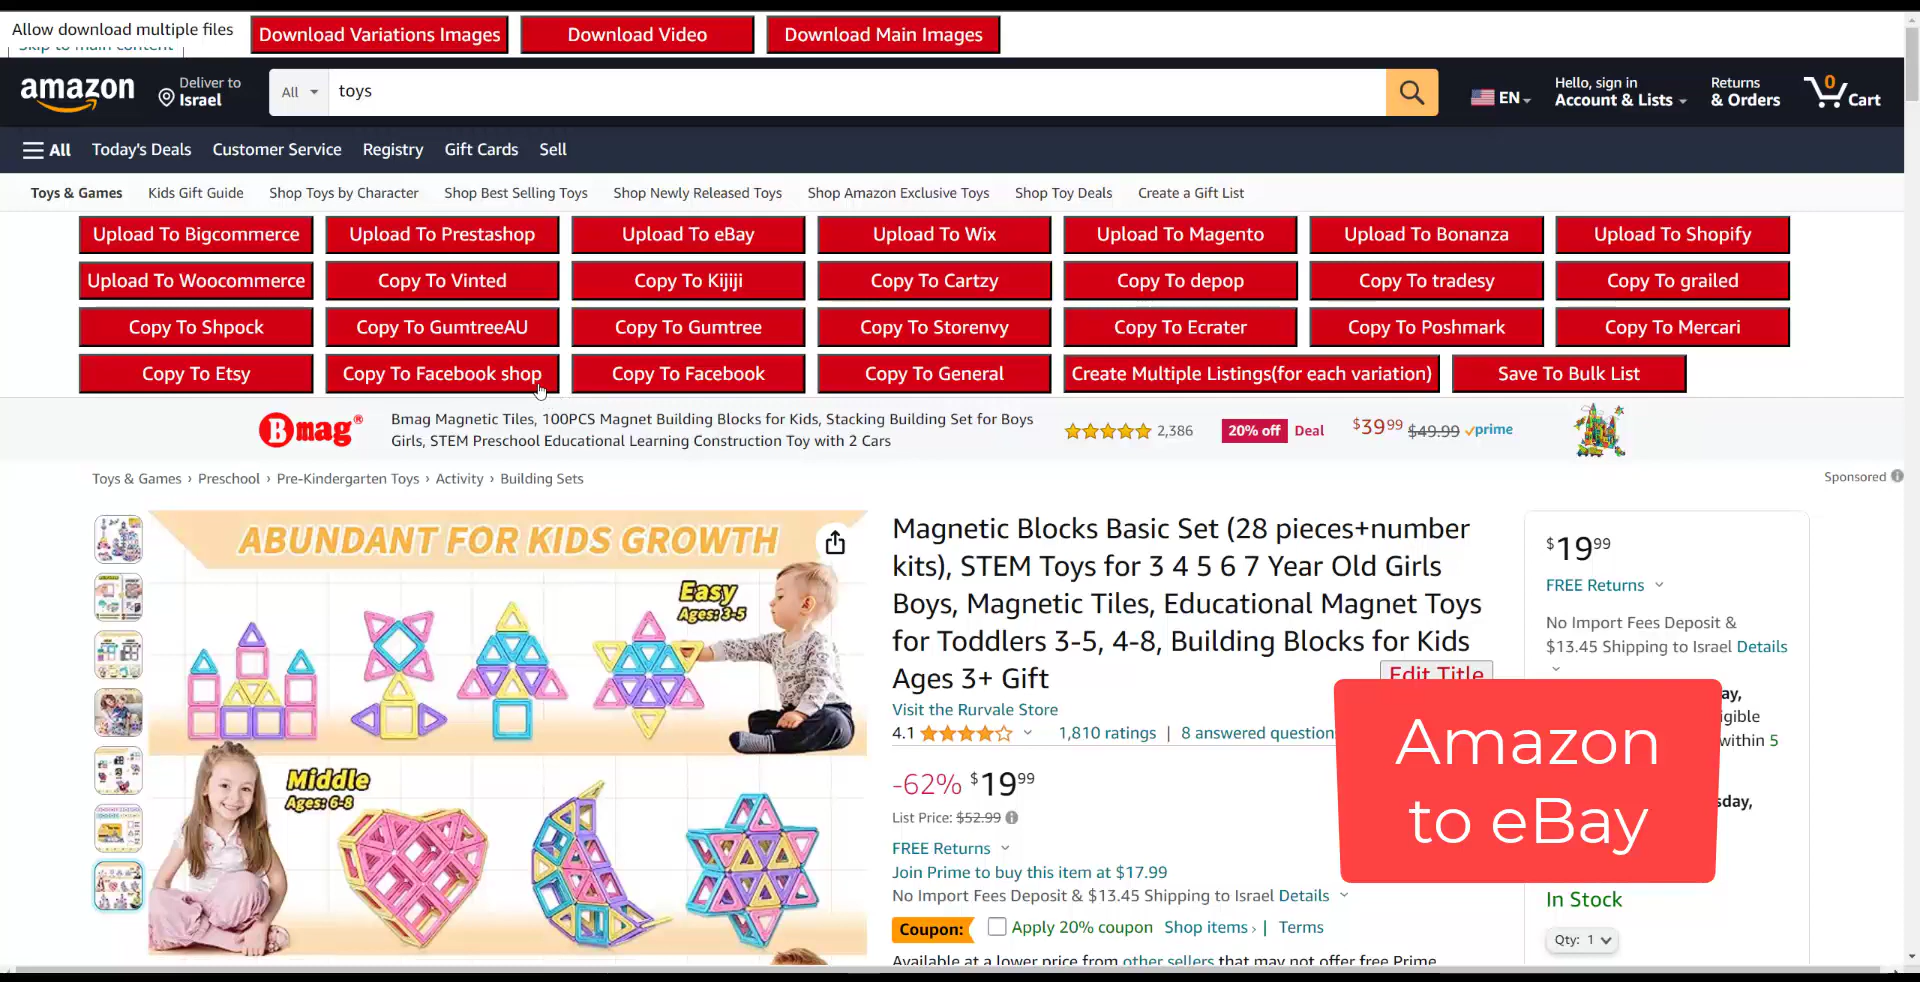 Allow download multiple files
Download Variations Images
Download Video
Download Main Images
Skip to main content
amazon
Deliver to
Israel
All
toys
EN
Hello, sign in
Account & Lists
Returns
& Orders
0
Cart
All
Today's Deals
Customer Service
Registry
Gift Cards
Sell
Toys & Games
Kids Gift Guide
Shop Toys by Character
Shop Best Selling Toys
Shop Newly Released Toys
Shop Amazon Exclusive Toys
Shop Toy Deals
Create a Gift List
Upload To Bigcommerce
Upload To Prestashop
Upload To eBay
Upload To Wix
Upload To Magento
Upload To Bonanza
Upload To Shopify
Upload To Woocommerce
Copy To Vinted
Copy To Kijiji
Copy To Cartzy
Copy To depop
Copy To tradesy
Copy To grailed
Copy To Shpock
Copy To GumtreeAU
Copy To Gumtree
Copy To Storenvy
Copy To Ecrater
Copy To Poshmark
Copy To Mercari
Copy To Etsy
Copy To Facebook shop
Copy To Facebook
Copy To General
Create Multiple Listings(for each variation)
Save To Bulk List
Bmag®
Bmag Magnetic Tiles, 100PCS Magnet Building Blocks for Kids, Stacking Building Set for Boys
Girls, STEM Preschool Educational Learning Construction Toy with 2 Cars
2,386
20% off
Deal
$3999
$49.99
prime
Toys & Games › Preschool › Pre-Kindergarten Toys › Activity › Building Sets
Sponsored
ABUNDANT FOR KIDS GROWTH
Easy
Ages:3-5
Middle
Ages:6-8
Magnetic Blocks Basic Set (28 pieces+number
kits), STEM Toys for 3 4 5 6 7 Year Old Girls
Boys, Magnetic Tiles, Educational Magnet Toys
for Toddlers 3-5, 4-8, Building Blocks for Kids
Ages 3+ Gift
Edit Title
Visit the Rurvale Store
4.1
1,810 ratings | 8 answered question
-62% $1999
List Price: $52.99
FREE Returns
Join Prime to buy this item at $17.99
No Import Fees Deposit & $13.45 Shipping to Israel Details
Coupon:
Apply 20% coupon Shop items › | Terms
Available at a lower price from other sellers that may not offer free Prime
$1999
FREE Returns
No Import Fees Deposit &
$13.45 Shipping to Israel Details
ay,
igible
within 5
sday,
Amazon
to eBay
In Stock
Qty: 1